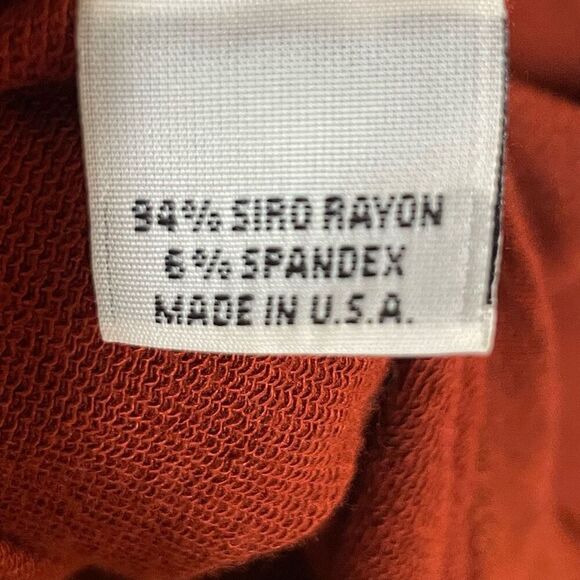 94% SIRO RAYON
6% SPANDEX
MADE IN U.S.A.